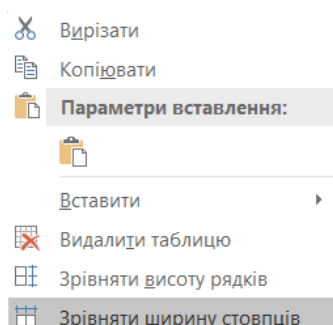 Вирізати
Копіювати
Параметри вставлення:
Вставити
Видалити таблицю
Зрівняти висоту рядків
Зрівняти ширину стовпців